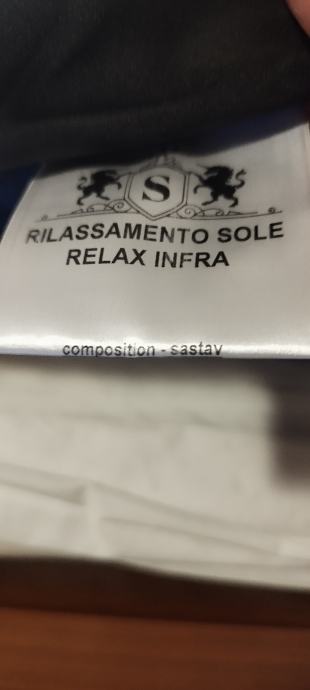 S
RILASSAMENTO SOLE
RELAX INFRA
composition - sastav